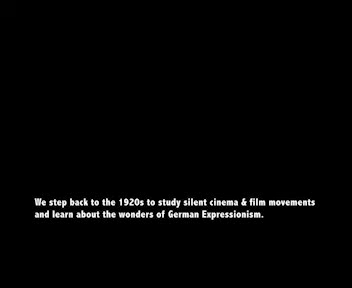 We step back to the 1920s to study silent cinema & film movements
and learn about the wonders of German Expressionism.